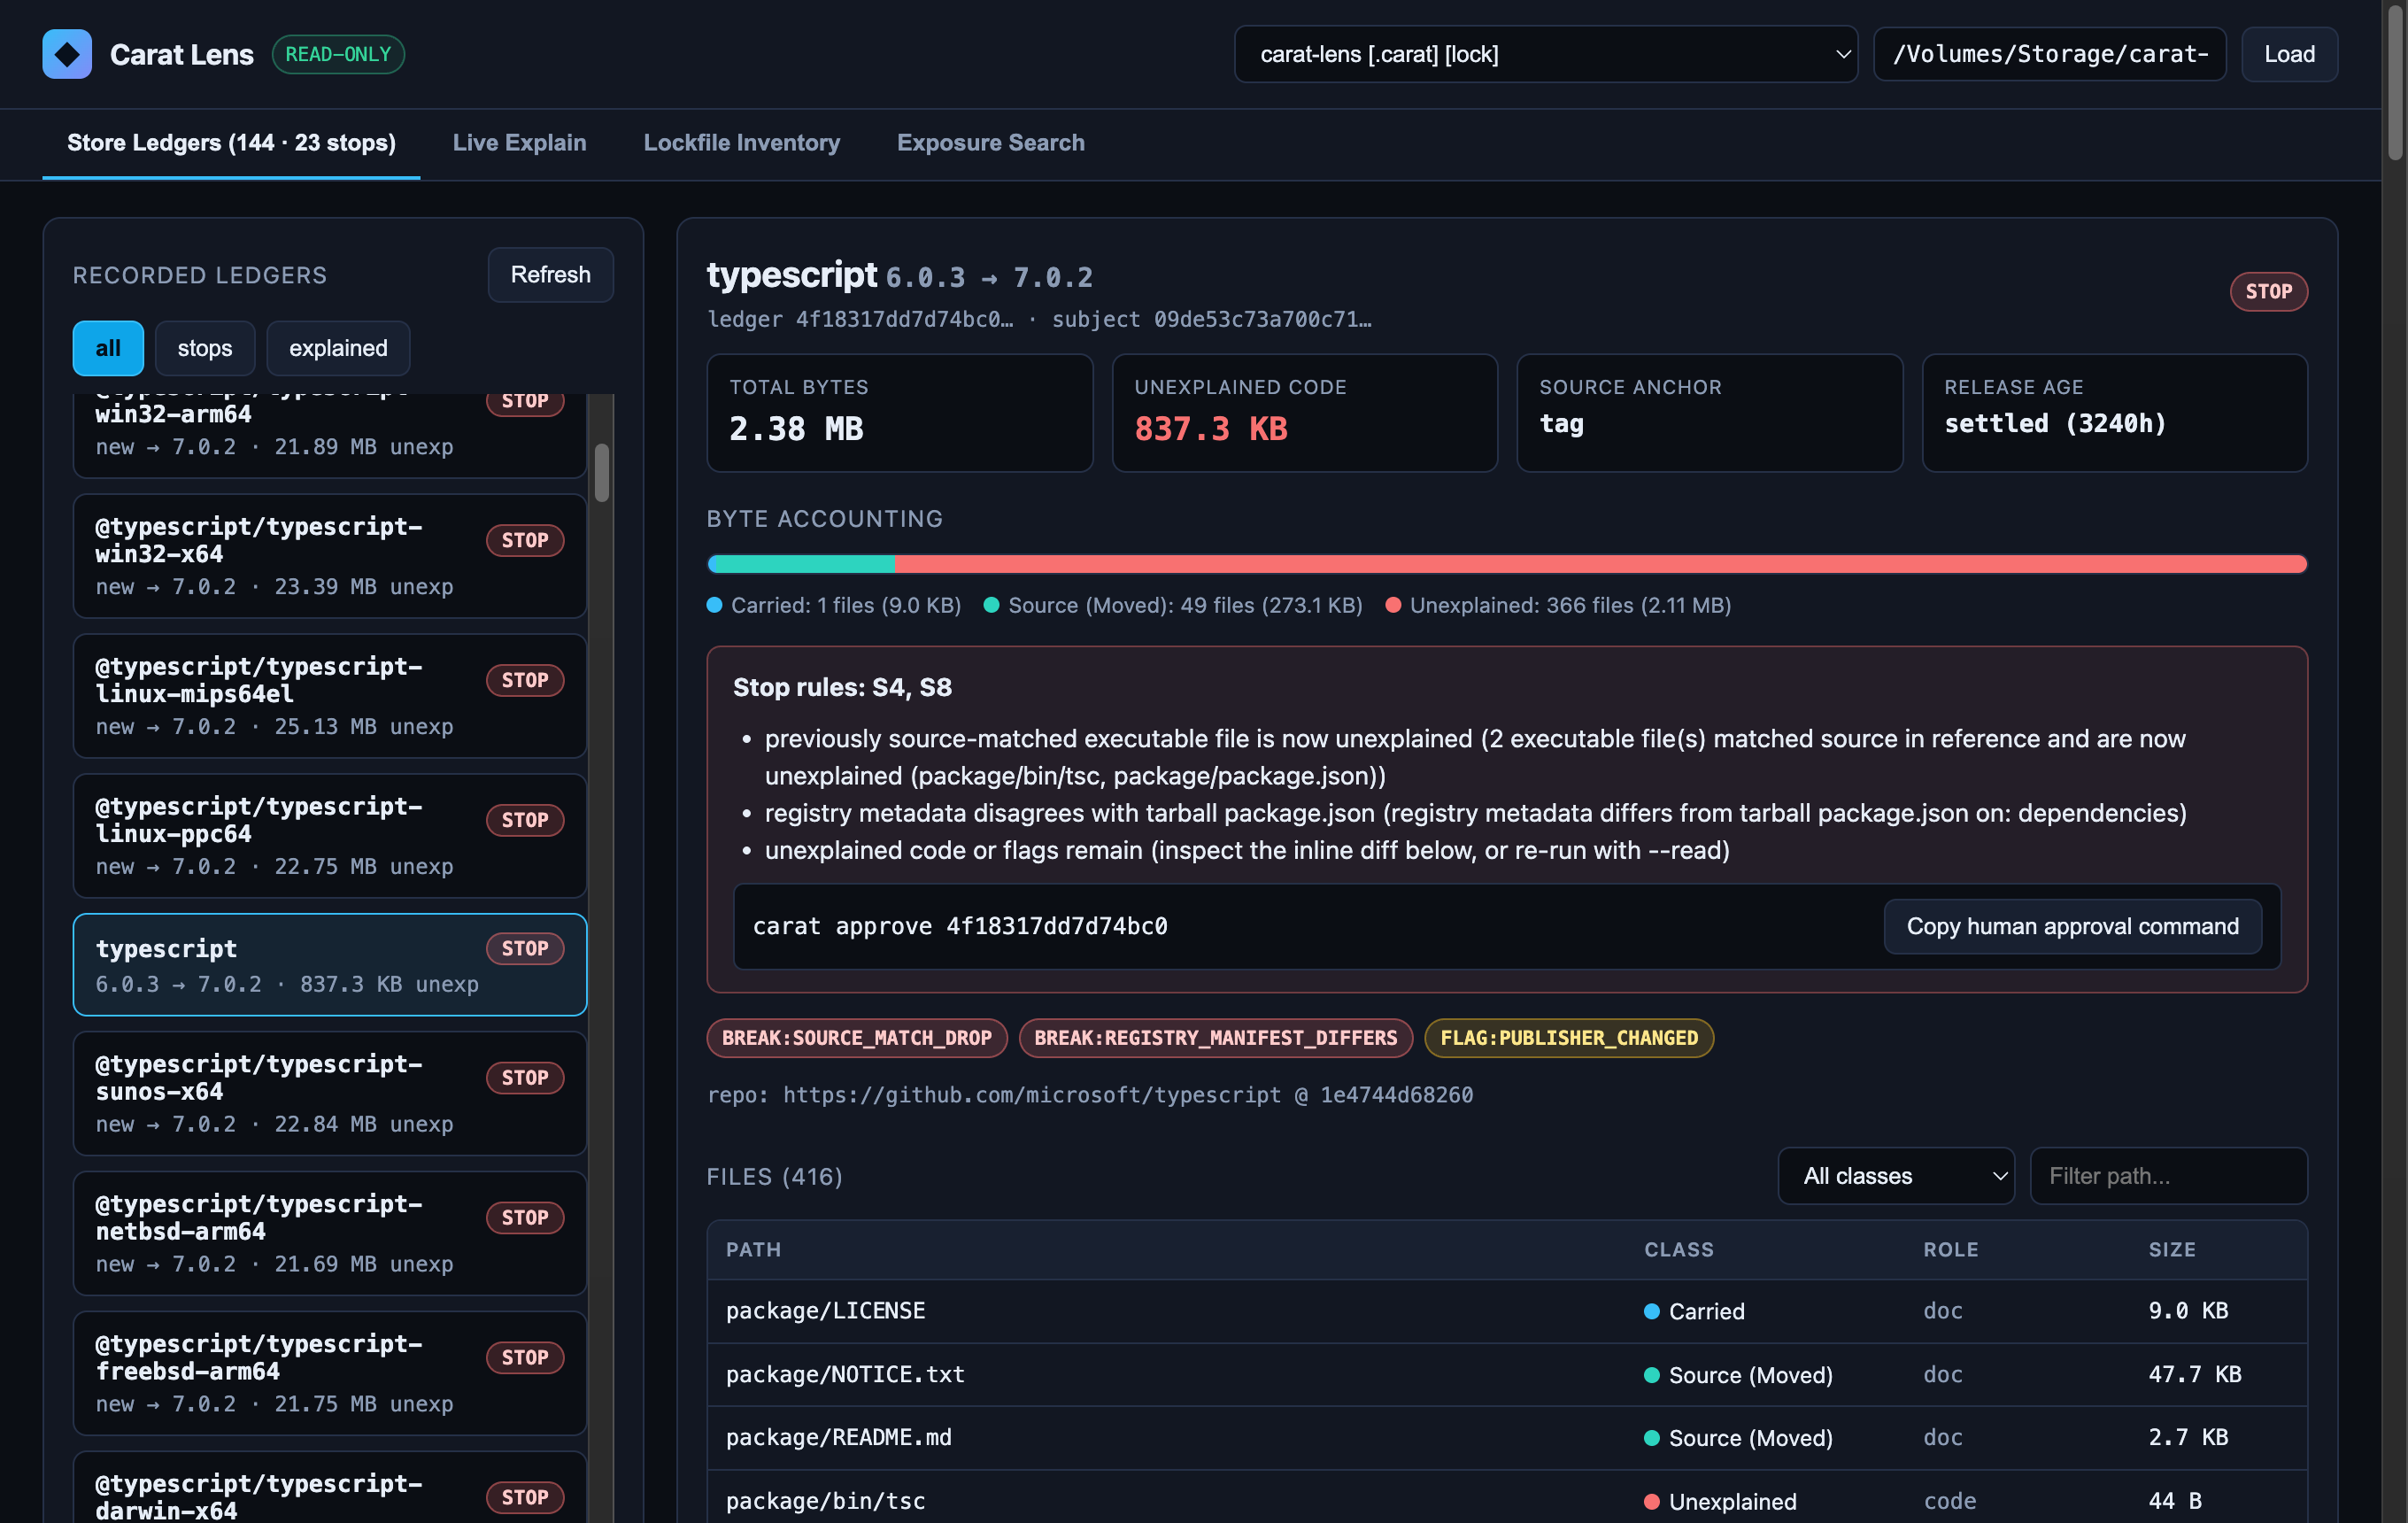 Carat Lens
READ-ONLY
carat-lens [.carat] [lock]
/Volumes/Storage/carat-
Load
Store Ledgers (144 · 23 stops)
Live Explain
Lockfile Inventory
Exposure Search
RECORDED LEDGERS
Refresh
all
stops
explained
win32-arm64
STOP
new → 7.0.2 · 21.89 MB unexp
@typescript/typescript-
win32-x64
STOP
new → 7.0.2 · 23.39 MB unexp
@typescript/typescript-
linux-mips64el
STOP
new → 7.0.2 · 25.13 MB unexp
@typescript/typescript-
linux-ppc64
STOP
new → 7.0.2 · 22.75 MB unexp
typescript
STOP
6.0.3 → 7.0.2 · 837.3 KB unexp
@typescript/typescript-
sunos-x64
STOP
new → 7.0.2 · 22.84 MB unexp
@typescript/typescript-
netbsd-arm64
STOP
new → 7.0.2 · 21.69 MB unexp
@typescript/typescript-
freebsd-arm64
STOP
new → 7.0.2 · 21.75 MB unexp
@typescript/typescript-
darwin-x64
STOP
typescript 6.0.3 → 7.0.2
STOP
ledger 4f18317dd7d74bc0… · subject 09de53c73a700c71…
TOTAL BYTES
2.38 MB
UNEXPLAINED CODE
837.3 KB
SOURCE ANCHOR
tag
RELEASE AGE
settled (3240h)
BYTE ACCOUNTING
Carried: 1 files (9.0 KB) Source (Moved): 49 files (273.1 KB) Unexplained: 366 files (2.11 MB)
Stop rules: S4, S8
• previously source-matched executable file is now unexplained (2 executable file(s) matched source in reference and are now
unexplained (package/bin/tsc, package/package.json))
• registry metadata disagrees with tarball package.json (registry metadata differs from tarball package.json on: dependencies)
• unexplained code or flags remain (inspect the inline diff below, or re-run with --read)
carat approve 4f18317dd7d74bc0
Copy human approval command
BREAK:SOURCE_MATCH_DROP
BREAK:REGISTRY_MANIFEST_DIFFERS
FLAG:PUBLISHER_CHANGED
repo: https://github.com/microsoft/typescript @ 1e4744d68260
FILES (416)
All classes
Filter path...
PATH CLASS ROLE SIZE
package/LICENSE Carried doc 9.0 KB
package/NOTICE.txt Source (Moved) doc 47.7 KB
package/README.md Source (Moved) doc 2.7 KB
package/bin/tsc Unexplained code 44 B